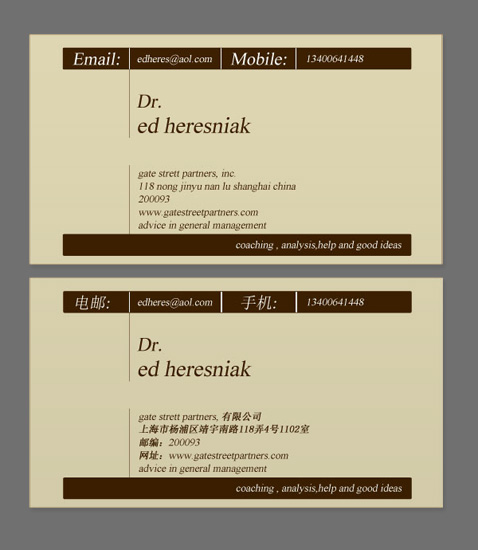 Email: edheres@aol.com Mobile: 13400641448
Dr.
ed heresniak
gate strett partners, inc.
118 nong jinyu nan lu shanghai china
200093
www.gatestreetpartners.com
advice in general management
coaching , analysis,help and good ideas
电邮: edheres@aol.com 手机: 13400641448
Dr.
ed heresniak
gate strett partners, 有限公司
上海市杨浦区靖宇南路118弄4号1102室
邮编：200093
网址：www.gatestreetpartners.com
advice in general management
coaching , analysis,help and good ideas